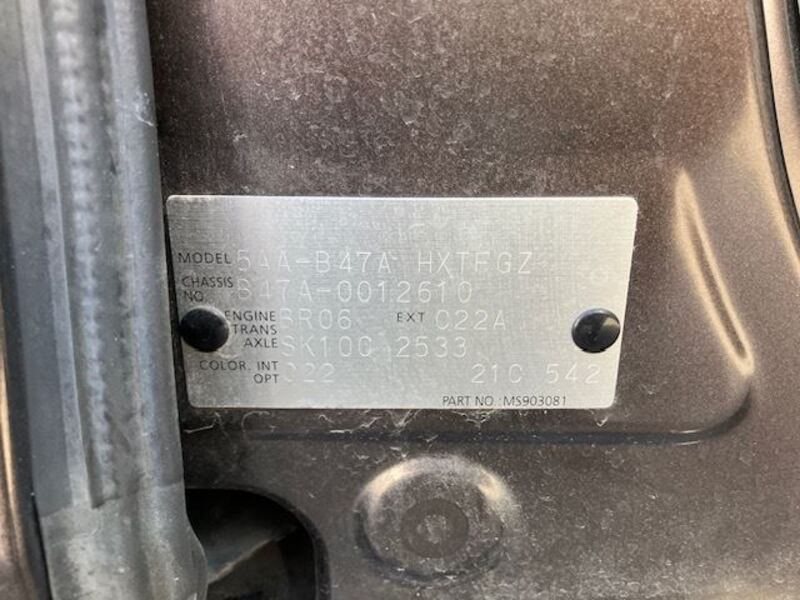 MODEL 5AA-B47A HXTFGZ
CHASSIS NO. B47A-0012610
ENGINE BR06 EXT C22A
TRANS AXLE SK10C 2533
COLOR, INT OPT 022 21C 542
PART NO.:MS903081